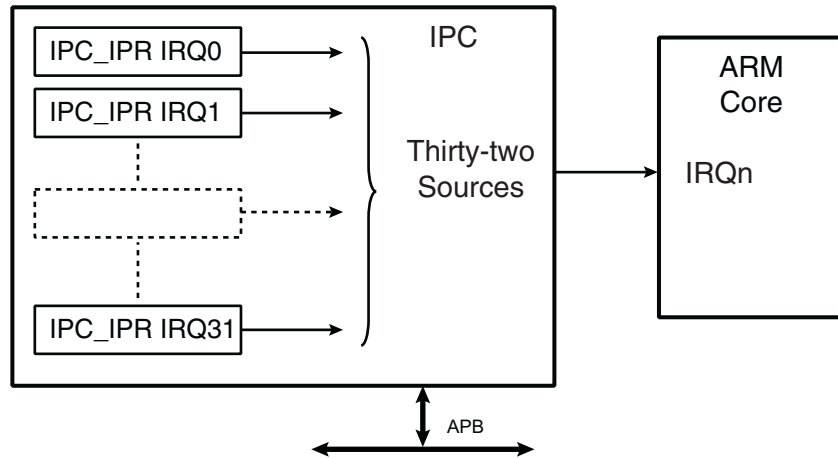 IPC_IPR IRQ0
IPC
IPC_IPR IRQ1
ARM
Core
Thirty-two
Sources
IRQn
IPC_IPR IRQ31
APB